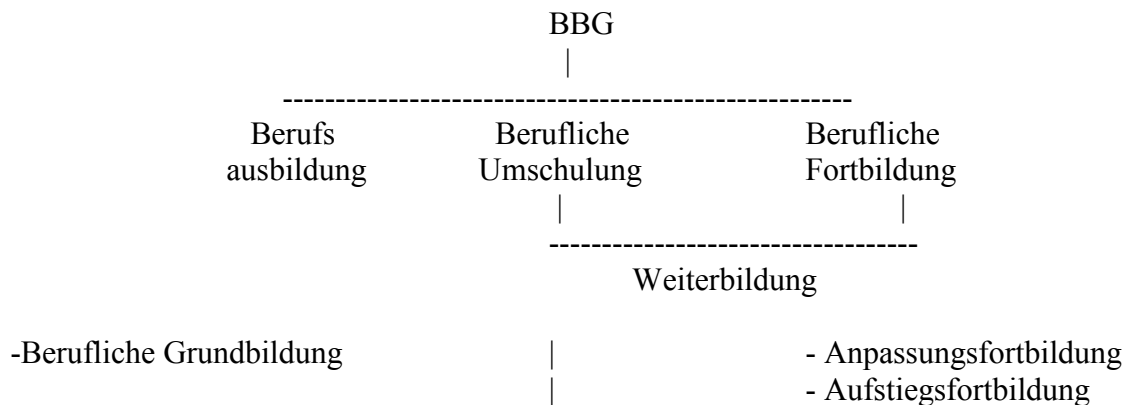 BBG
|
------------------------------------------------------
Berufs Berufliche Berufliche
ausbildung Umschulung Fortbildung
| |
-----------------------------------
Weiterbildung
-Berufliche Grundbildung | - Anpassungsfortbildung
| - Aufstiegsfortbildung